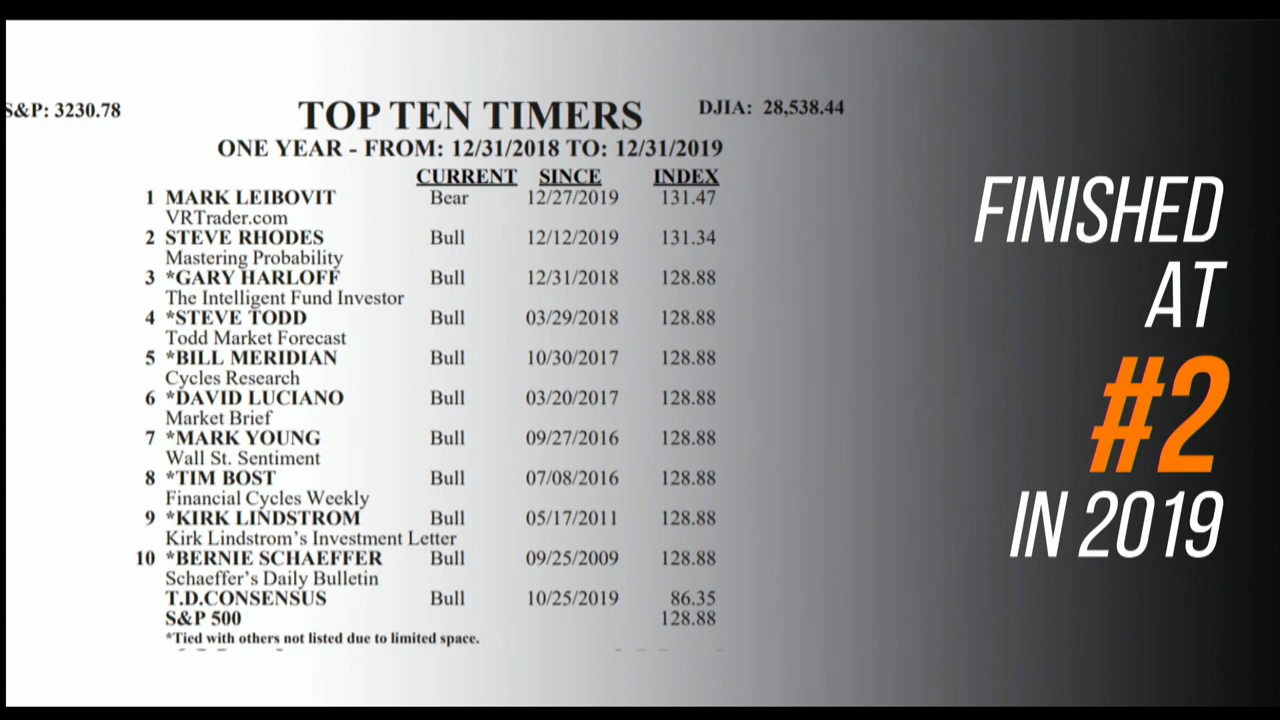 S&P: 3230.78
TOP TEN TIMERS
DJIA: 28,538.44
ONE YEAR - FROM: 12/31/2018 TO: 12/31/2019
CURRENT SINCE INDEX
1 MARK LEIBOVIT Bear 12/27/2019 131.47
VRTrader.com
2 STEVE RHODES Bull 12/12/2019 131.34
Mastering Probability
3 *GARY HARLOFF Bull 12/31/2018 128.88
The Intelligent Fund Investor
4 *STEVE TODD Bull 03/29/2018 128.88
Todd Market Forecast
5 *BILL MERIDIAN Bull 10/30/2017 128.88
Cycles Research
6 *DAVID LUCIANO Bull 03/20/2017 128.88
Market Brief
7 *MARK YOUNG Bull 09/27/2016 128.88
Wall St. Sentiment
8 *TIM BOST Bull 07/08/2016 128.88
Financial Cycles Weekly
9 *KIRK LINDSTROM Bull 05/17/2011 128.88
Kirk Lindstrom's Investment Letter
10 *BERNIE SCHAEFFER Bull 09/25/2009 128.88
Schaeffer's Daily Bulletin
T.D.CONSENSUS Bull 10/25/2019 86.35
S&P 500 128.88
*Tied with others not listed due to limited space.
FINISHED
AT
#2
IN 2019